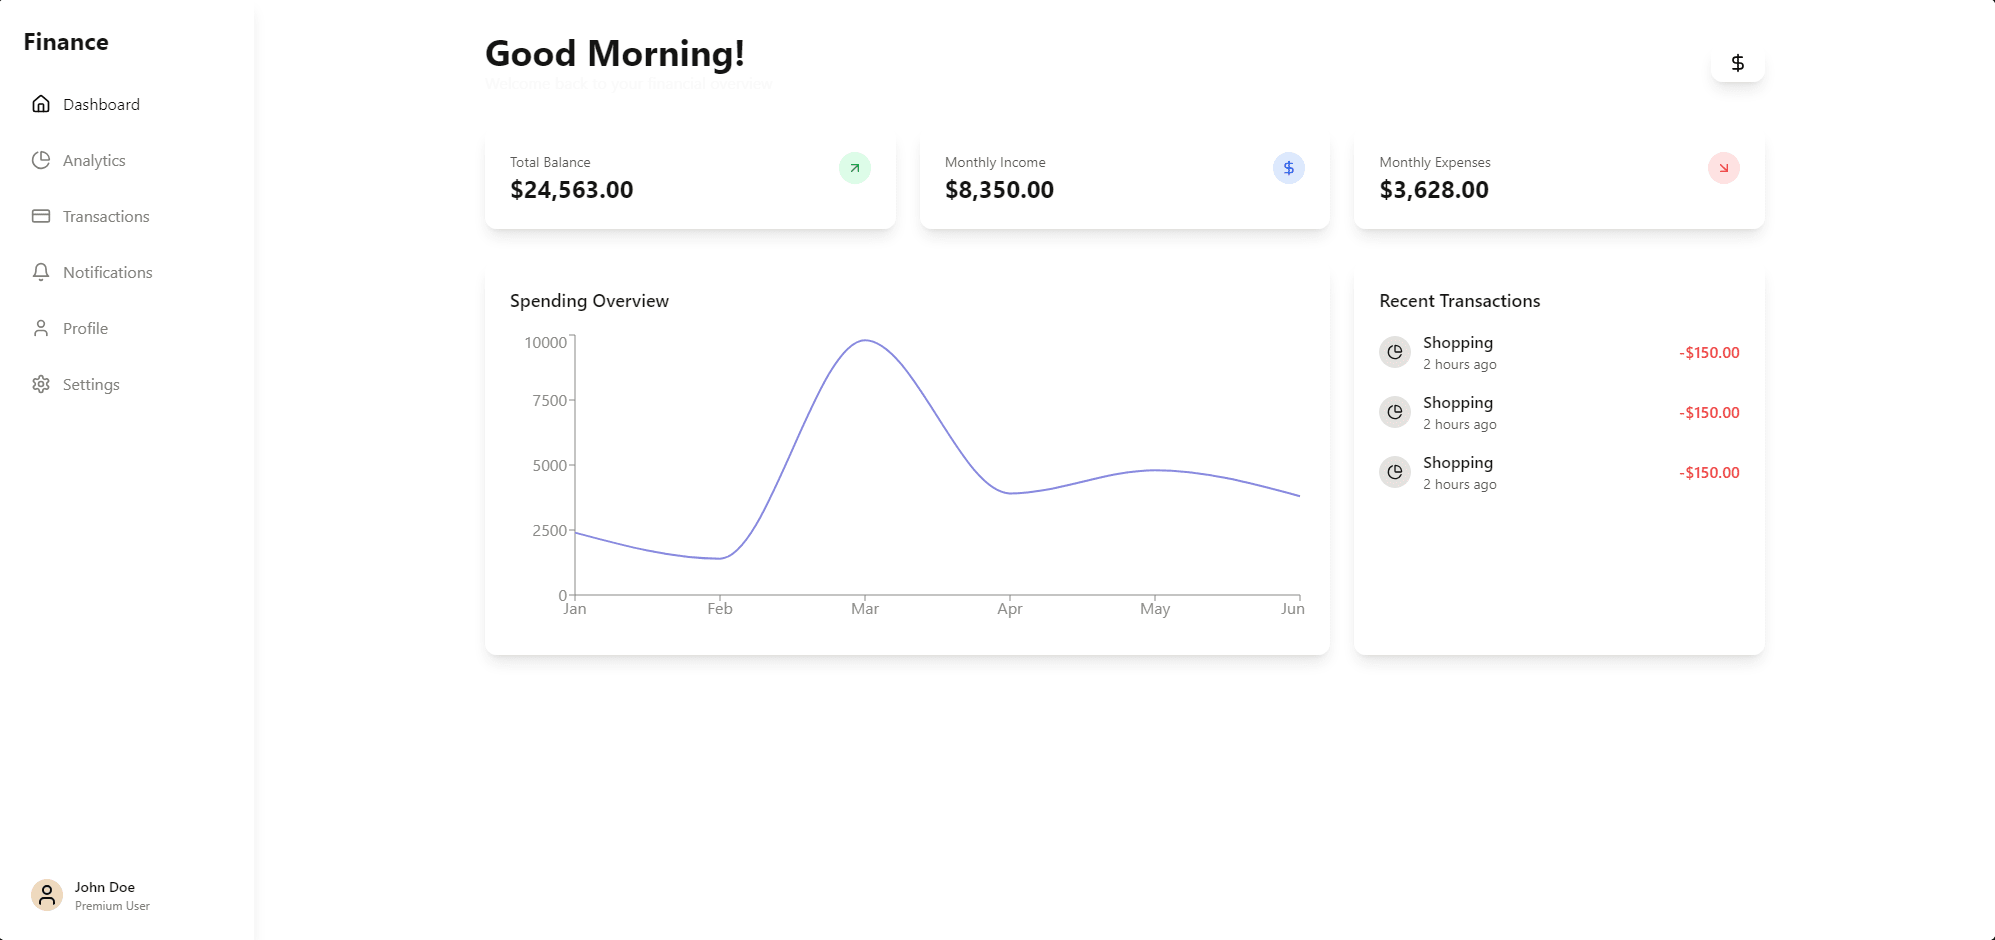 Finance
Dashboard
Analytics
Transactions
Notifications
Profile
Settings
John Doe
Premium User
Good Morning!
Welcome back to your financial overview
$
Total Balance
$24,563.00
Monthly Income
$8,350.00
$
Monthly Expenses
$3,628.00
Spending Overview
10000
7500
5000
2500
0
Jan Feb Mar Apr May Jun
Recent Transactions
Shopping
2 hours ago
-$150.00
Shopping
2 hours ago
-$150.00
Shopping
2 hours ago
-$150.00